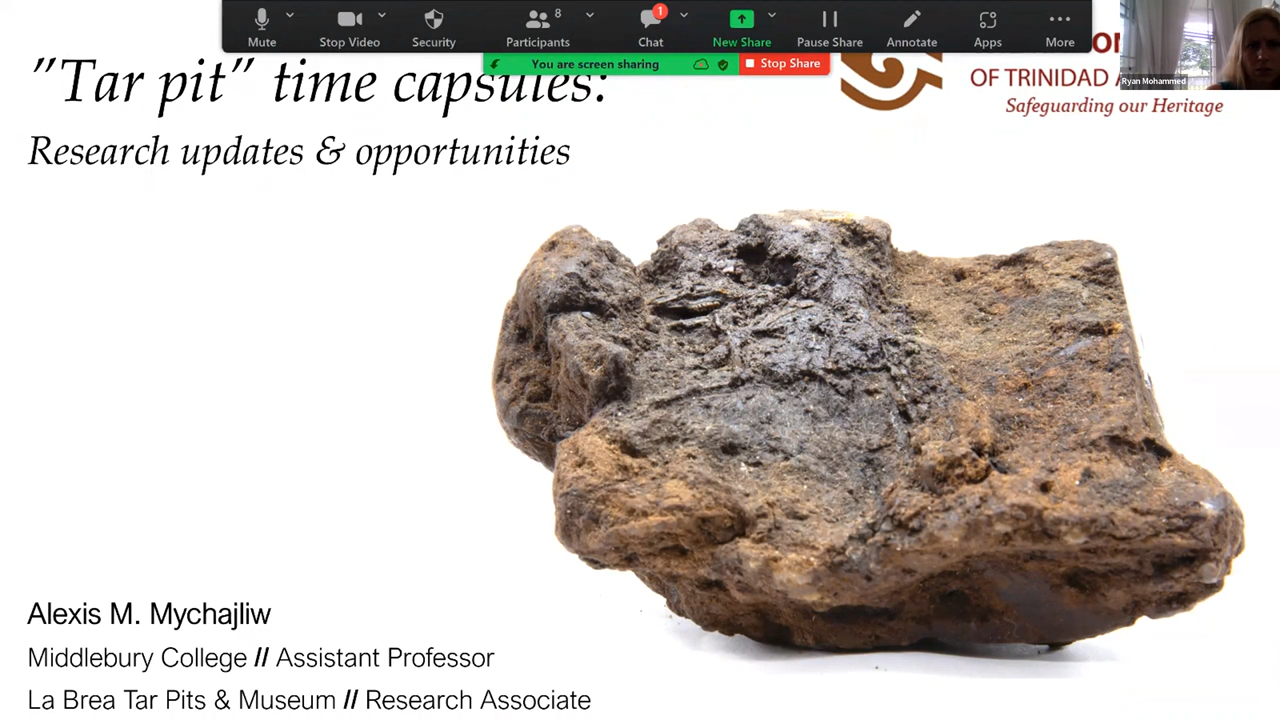 8
1
Mute
Stop Video
Security
Participants
Chat
New Share
Pause Share
Annotate
Apps
More
You are screen sharing
Stop Share
Ryan Mohammed
”Tar pit” time capsules:
Research updates & opportunities
OF TRINIDAD A
Safeguarding our Heritage
Alexis M. Mychajliw
Middlebury College // Assistant Professor
La Brea Tar Pits & Museum // Research Associate